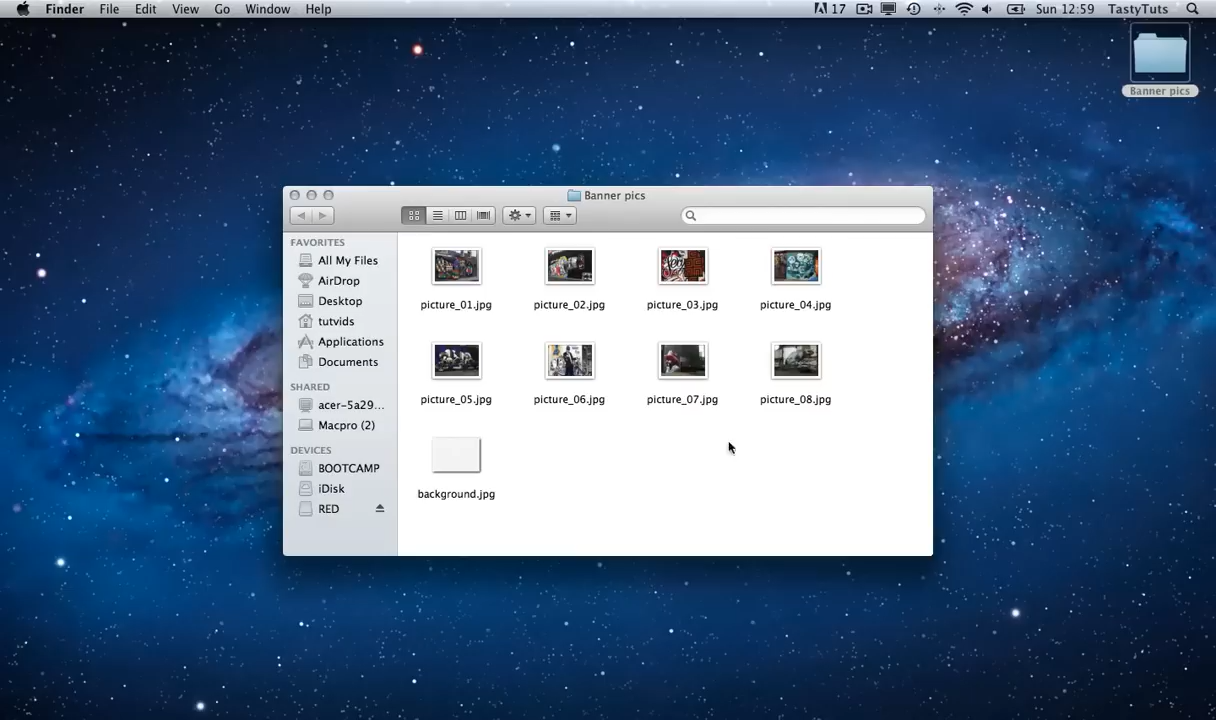 Finder File Edit View Go Window Help 17 Sun 12:59 TastyTuts
Banner pics
Banner pics
FAVORITES
All My Files
AirDrop
Desktop
tutvids
Applications
Documents
SHARED
acer-5a29...
Macpro (2)
DEVICES
BOOTCAMP
iDisk
RED
picture_01.jpg picture_02.jpg picture_03.jpg picture_04.jpg
picture_05.jpg picture_06.jpg picture_07.jpg picture_08.jpg
background.jpg